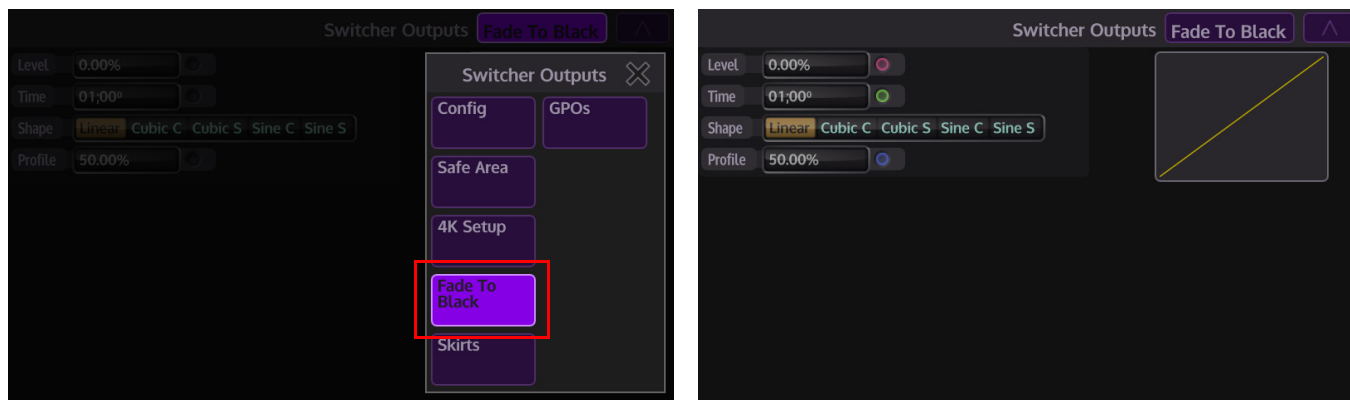 Switcher Outputs Fade To Black
Level 0.00%
Time 01;00º
Shape Linear Cubic C Cubic S Sine C Sine S
Profile 50.00%
Switcher Outputs
Config GPOs
Safe Area
4K Setup
Fade To
Black
Skirts
Switcher Outputs Fade To Black
Level 0.00%
Time 01;00º
Shape Linear Cubic C Cubic S Sine C Sine S
Profile 50.00%